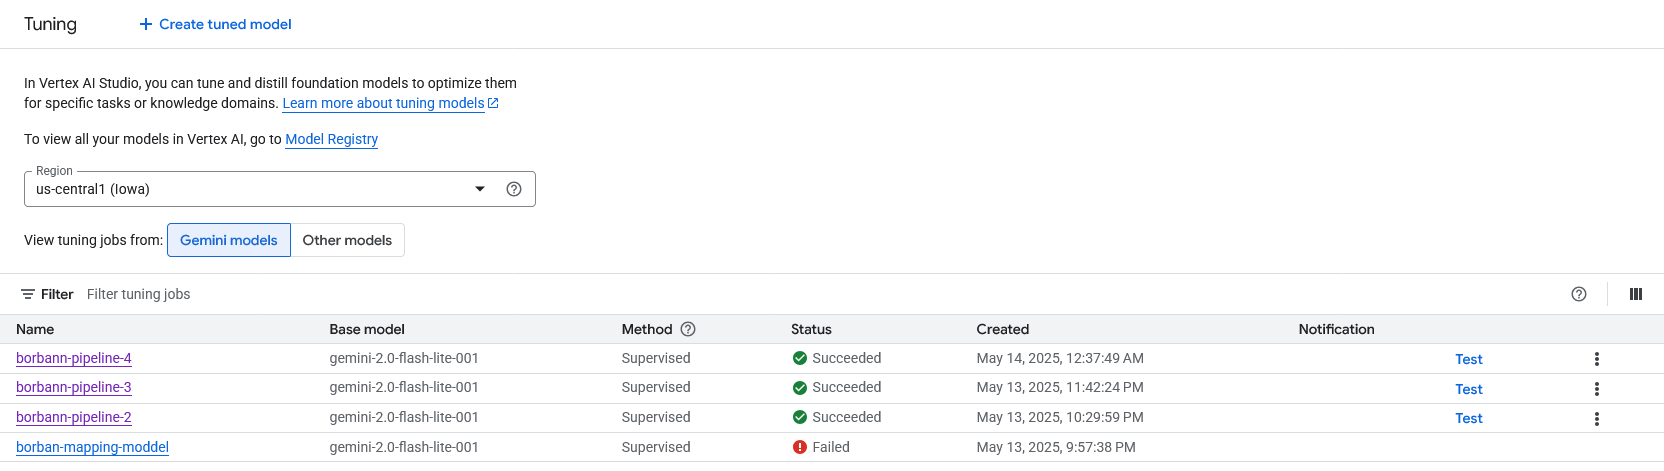 Tuning
Create tuned model
In Vertex AI Studio, you can tune and distill foundation models to optimize them
for specific tasks or knowledge domains. Learn more about tuning models
To view all your models in Vertex AI, go to Model Registry
Region
us-central1 (Iowa)
View tuning jobs from: Gemini models Other models
Filter Filter tuning jobs
Name Base model Method Status Created Notification
borbann-pipeline-4 gemini-2.0-flash-lite-001 Supervised Succeeded May 14, 2025, 12:37:49 AM Test
borbann-pipeline-3 gemini-2.0-flash-lite-001 Supervised Succeeded May 13, 2025, 11:42:24 PM Test
borbann-pipeline-2 gemini-2.0-flash-lite-001 Supervised Succeeded May 13, 2025, 10:29:59 PM Test
borban-mapping-moddel gemini-2.0-flash-lite-001 Supervised Failed May 13, 2025, 9:57:38 PM